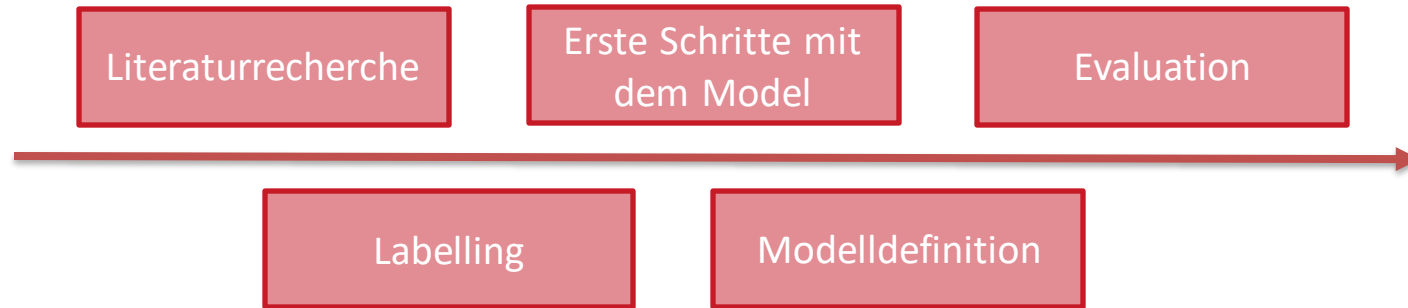 Literaturrecherche
Erste Schritte mit
dem Model
Evaluation
Labelling
Modelldefinition